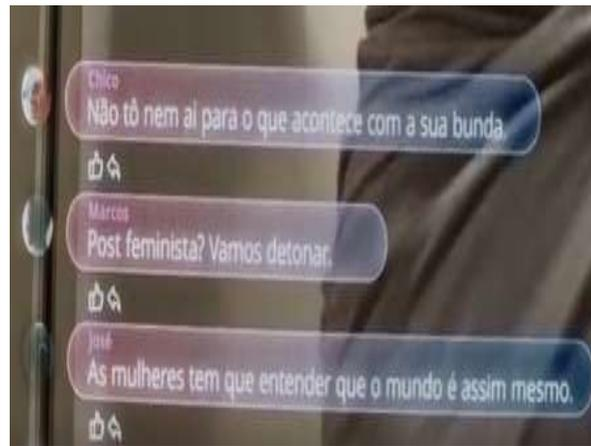 Chico
Não tô nem ai para o que acontece com a sua bunda.
Marcos
Post feminista? Vamos detonar.
José
As mulheres tem que entender que o mundo é assim mesmo.